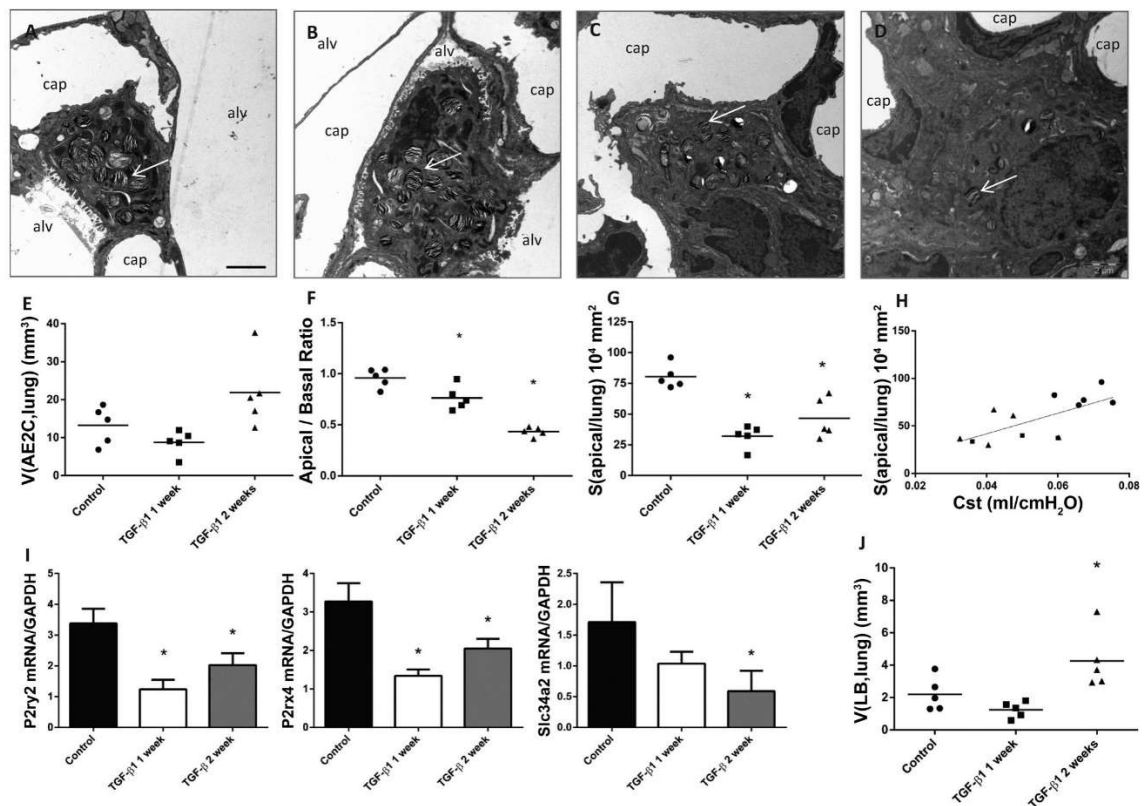 A
cap
alv
alv
cap
B
alv
alv
cap
cap
alv
C
cap
cap
D
cap
cap
2 µm
E
V(AE2C,lung) (mm³)
40
30
20
10
0
Control
TGF-β1 1 week
TGF-β1 2 weeks
F
Apical / Basal Ratio
1.5
1.0
0.5
0.0
*
*
Control
TGF-β1 1 week
TGF-β1 2 weeks
G
S(apical/lung) 10⁴ mm²
100
75
50
25
0
*
*
Control
TGF-β1 1 week
TGF-β1 2 weeks
H
S(apical/lung) 10⁴ mm²
150
100
50
0
0.02
0.04
0.06
0.08
Cst (ml/cmH₂O)
I
P2ry2 mRNA/GAPDH
5
4
3
2
1
0
*
*
Control
TGF-β1 1 week
TGF-β 2 week
P2rx4 mRNA/GAPDH
4
3
2
1
0
*
*
Control
TGF-β1 1 week
TGF-β 2 week
Slc34a2 mRNA/GAPDH
2.5
2.0
1.5
1.0
0.5
0.0
*
Control
TGF-β1 1 week
TGF-β 2 week
J
V(LB,lung) (mm³)
10
8
6
4
2
0
*
Control
TGF-β1 1 week
TGF-β1 2 weeks